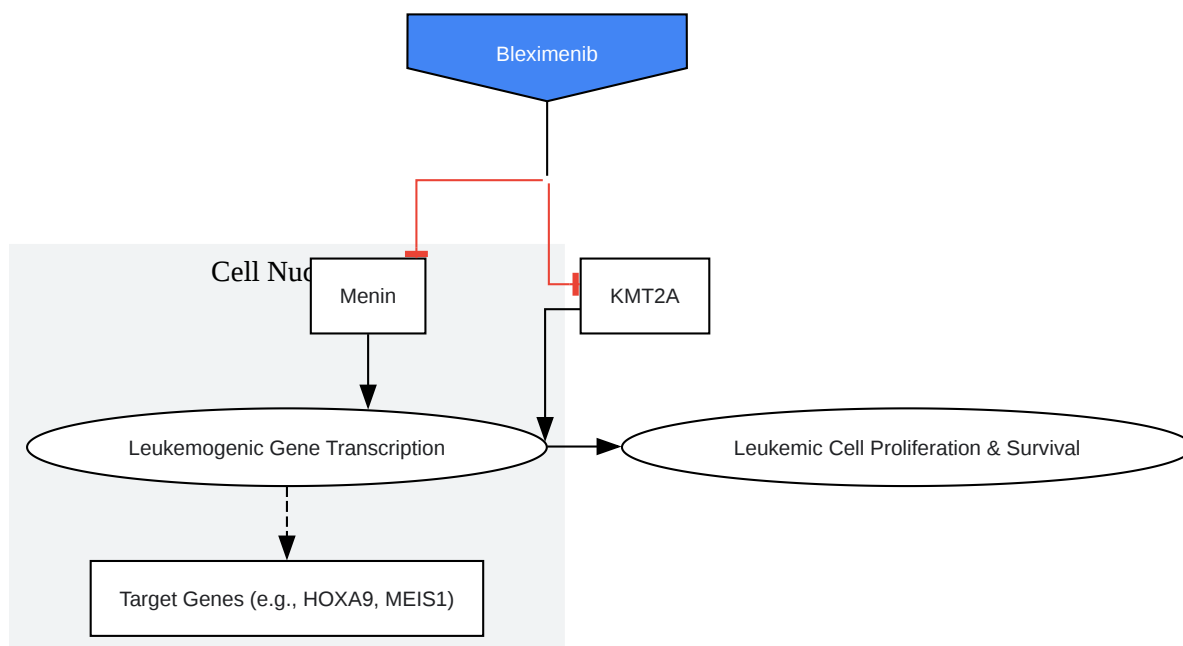 Bleximenib
Cell Nuc
Menin
KMT2A
Leukemogenic Gene Transcription
Leukemic Cell Proliferation & Survival
Target Genes (e.g., HOXA9, MEIS1)